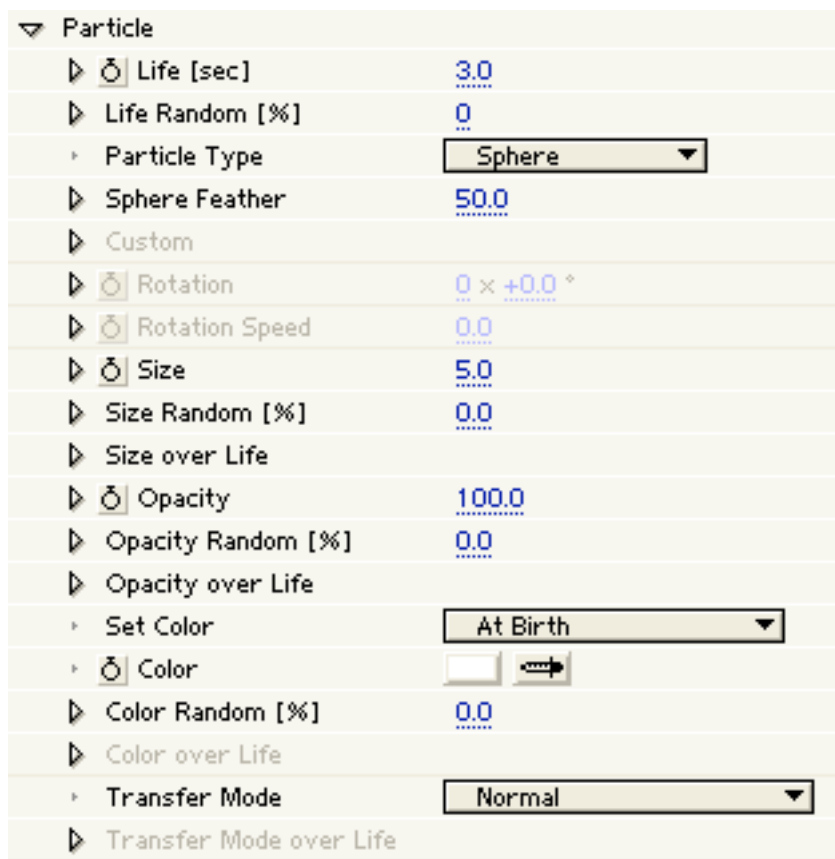 Particle
Life [sec] 3.0
Life Random [%] 0
Particle Type Sphere
Sphere Feather 50.0
Custom
Rotation 0 x +0.0 °
Rotation Speed 0.0
Size 5.0
Size Random [%] 0.0
Size over Life
Opacity 100.0
Opacity Random [%] 0.0
Opacity over Life
Set Color At Birth
Color
Color Random [%] 0.0
Color over Life
Transfer Mode Normal
Transfer Mode over Life